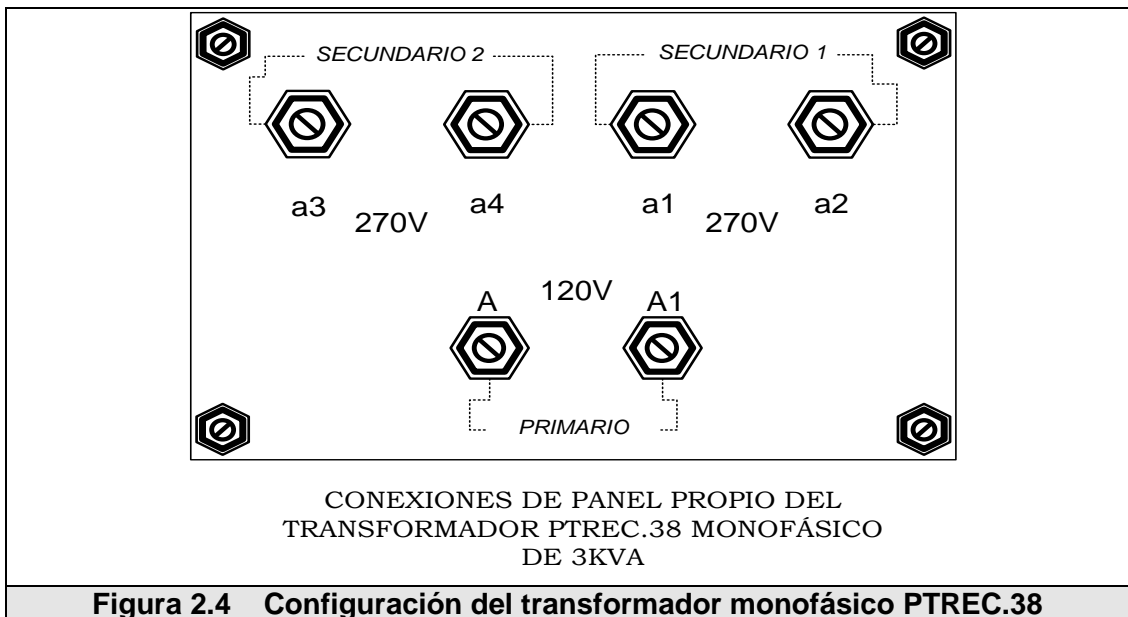 SECUNDARIO 2
SECUNDARIO 1
a3
270V
a4
a1
270V
a2
A
120V
A1
PRIMARIO
CONEXIONES DE PANEL PROPIO DEL
TRANSFORMADOR PTREC.38 MONOFÁSICO
DE 3KVA
Figura 2.4 Configuración del transformador monofásico PTREC.38